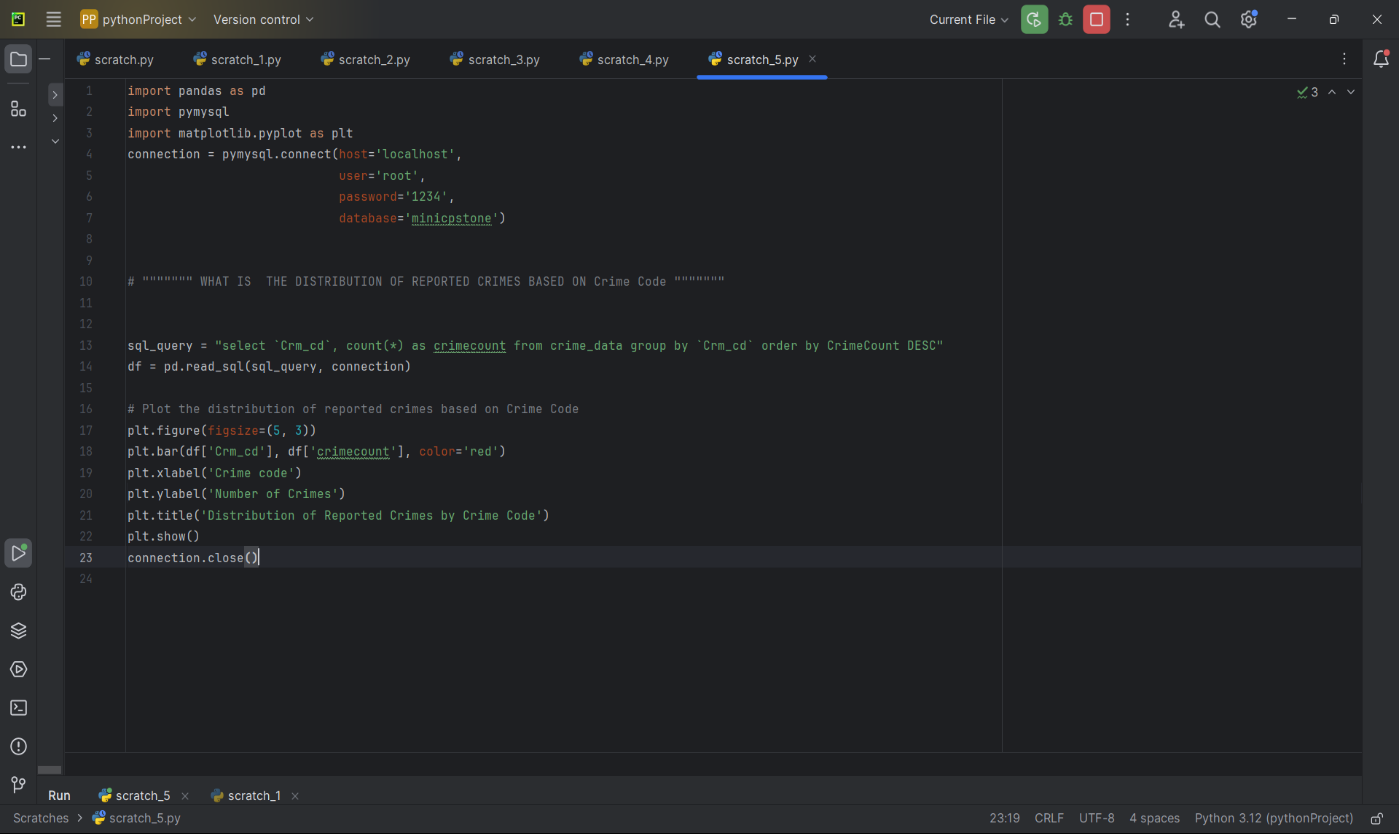 PC
PP pythonProject Version control Current File
scratch.py scratch_1.py scratch_2.py scratch_3.py scratch_4.py scratch_5.py
3
1 import pandas as pd
2 import pymysql
3 import matplotlib.pyplot as plt
4 connection = pymysql.connect(host='localhost',
5 user='root',
6 password='1234',
7 database='minicpstone')
8
9
10 # """"""" WHAT IS  THE DISTRIBUTION OF REPORTED CRIMES BASED ON Crime Code """""""
11
12
13 sql_query = "select `Crm_cd`, count(*) as crimecount from crime_data group by `Crm_cd` order by CrimeCount DESC"
14 df = pd.read_sql(sql_query, connection)
15
16 # Plot the distribution of reported crimes based on Crime Code
17 plt.figure(figsize=(5, 3))
18 plt.bar(df['Crm_cd'], df['crimecount'], color='red')
19 plt.xlabel('Crime code')
20 plt.ylabel('Number of Crimes')
21 plt.title('Distribution of Reported Crimes by Crime Code')
22 plt.show()
23 connection.close()
24
Run scratch_5 scratch_1
Scratches scratch_5.py 23:19 CRLF UTF-8 4 spaces Python 3.12 (pythonProject)